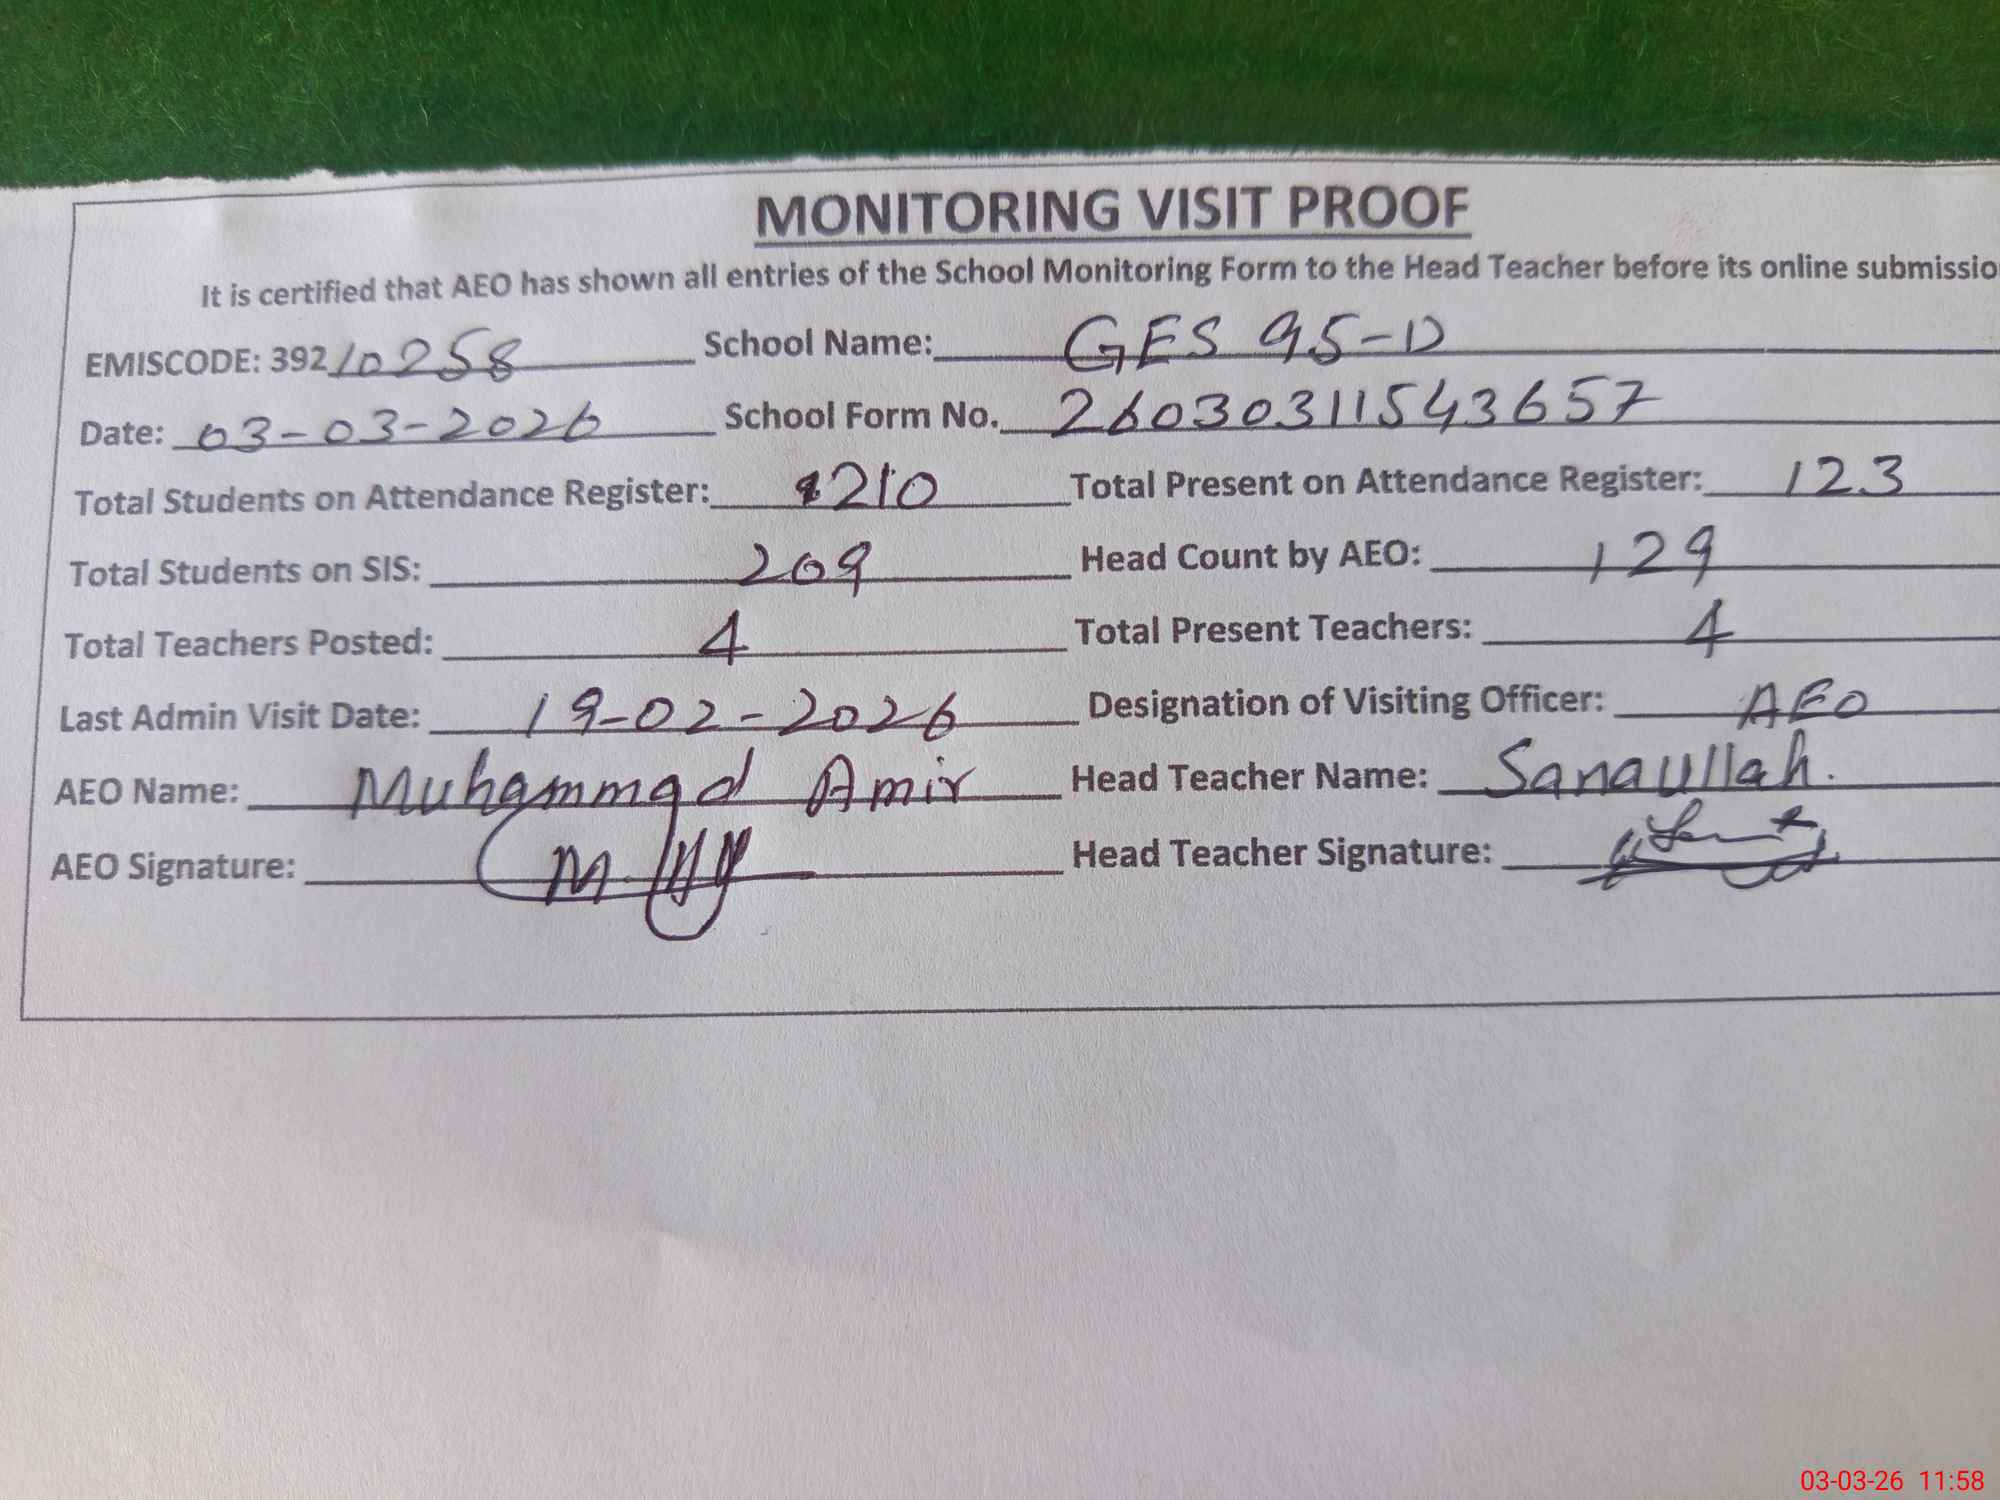 MONITORING VISIT PROOF
It is certified that AEO has shown all entries of the School Monitoring Form to the Head Teacher before its online submissio
EMISCODE: 39210258 School Name: GES 95-D
Date: 03-03-2026 School Form No. 26030311543657
Total Students on Attendance Register: 210 Total Present on Attendance Register: 123
Total Students on SIS: 209 Head Count by AEO: 129
Total Teachers Posted: 4 Total Present Teachers: 4
Last Admin Visit Date: 19-02-2026 Designation of Visiting Officer: AEO
AEO Name: Muhammad Amir Head Teacher Name: Sanaullah.
AEO Signature: Head Teacher Signature:
03-03-26 11:58